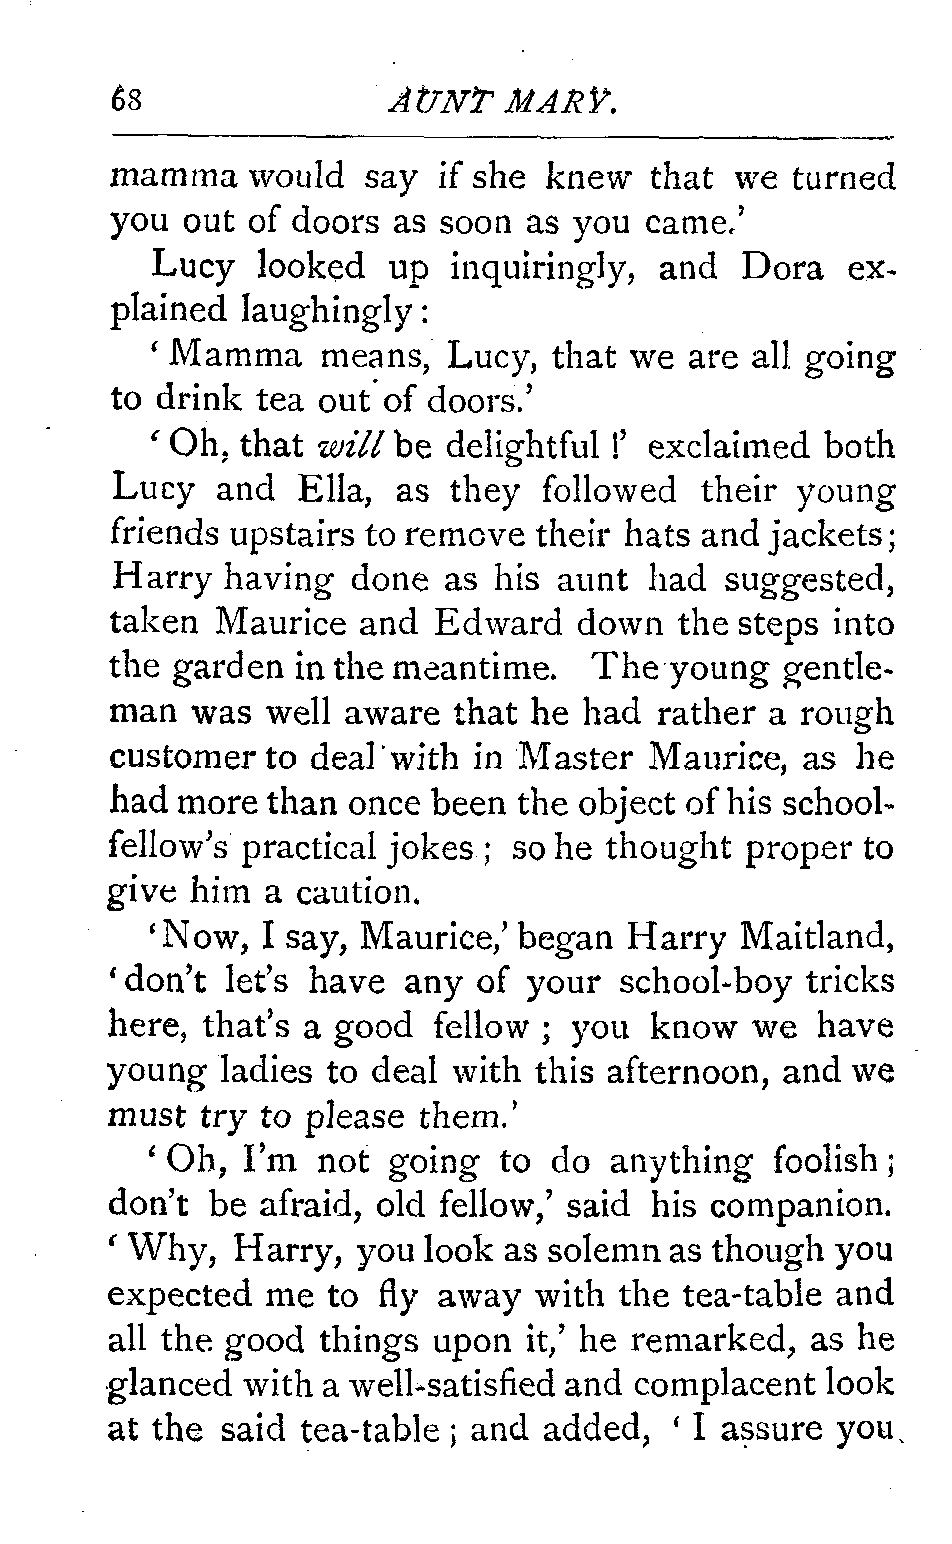 68 AUNT MARY.
mamma would say if she knew that we turned
you out of doors as soon as you came.’
Lucy looked up inquiringly, and Dora ex-
plained laughingly :
‘ Mamma means, Lucy, that we are all going
to drink tea out of doors.’
‘ Oh, that will be delightful !’ exclaimed both
Lucy and Ella, as they followed their young
friends upstairs to remove their hats and jackets ;
Harry having done as his aunt had suggested,
taken Maurice and Edward down the steps into
the garden in the meantime. The young gentle-
man was well aware that he had rather a rough
customer to deal with in Master Maurice, as he
had more than once been the object of his school-
fellow’s practical jokes ; so he thought proper to
give him a caution.
‘ Now, I say, Maurice,’ began Harry Maitland,
‘ don’t let’s have any of your school-boy tricks
here, that’s a good fellow ; you know we have
young ladies to deal with this afternoon, and we
must try to please them.’
‘ Oh, I’m not going to do anything foolish ;
don’t be afraid, old fellow,’ said his companion.
‘ Why, Harry, you look as solemn as though you
expected me to fly away with the tea-table and
all the good things upon it,’ he remarked, as he
glanced with a well-satisfied and complacent look
at the said tea-table ; and added, ‘ I assure you